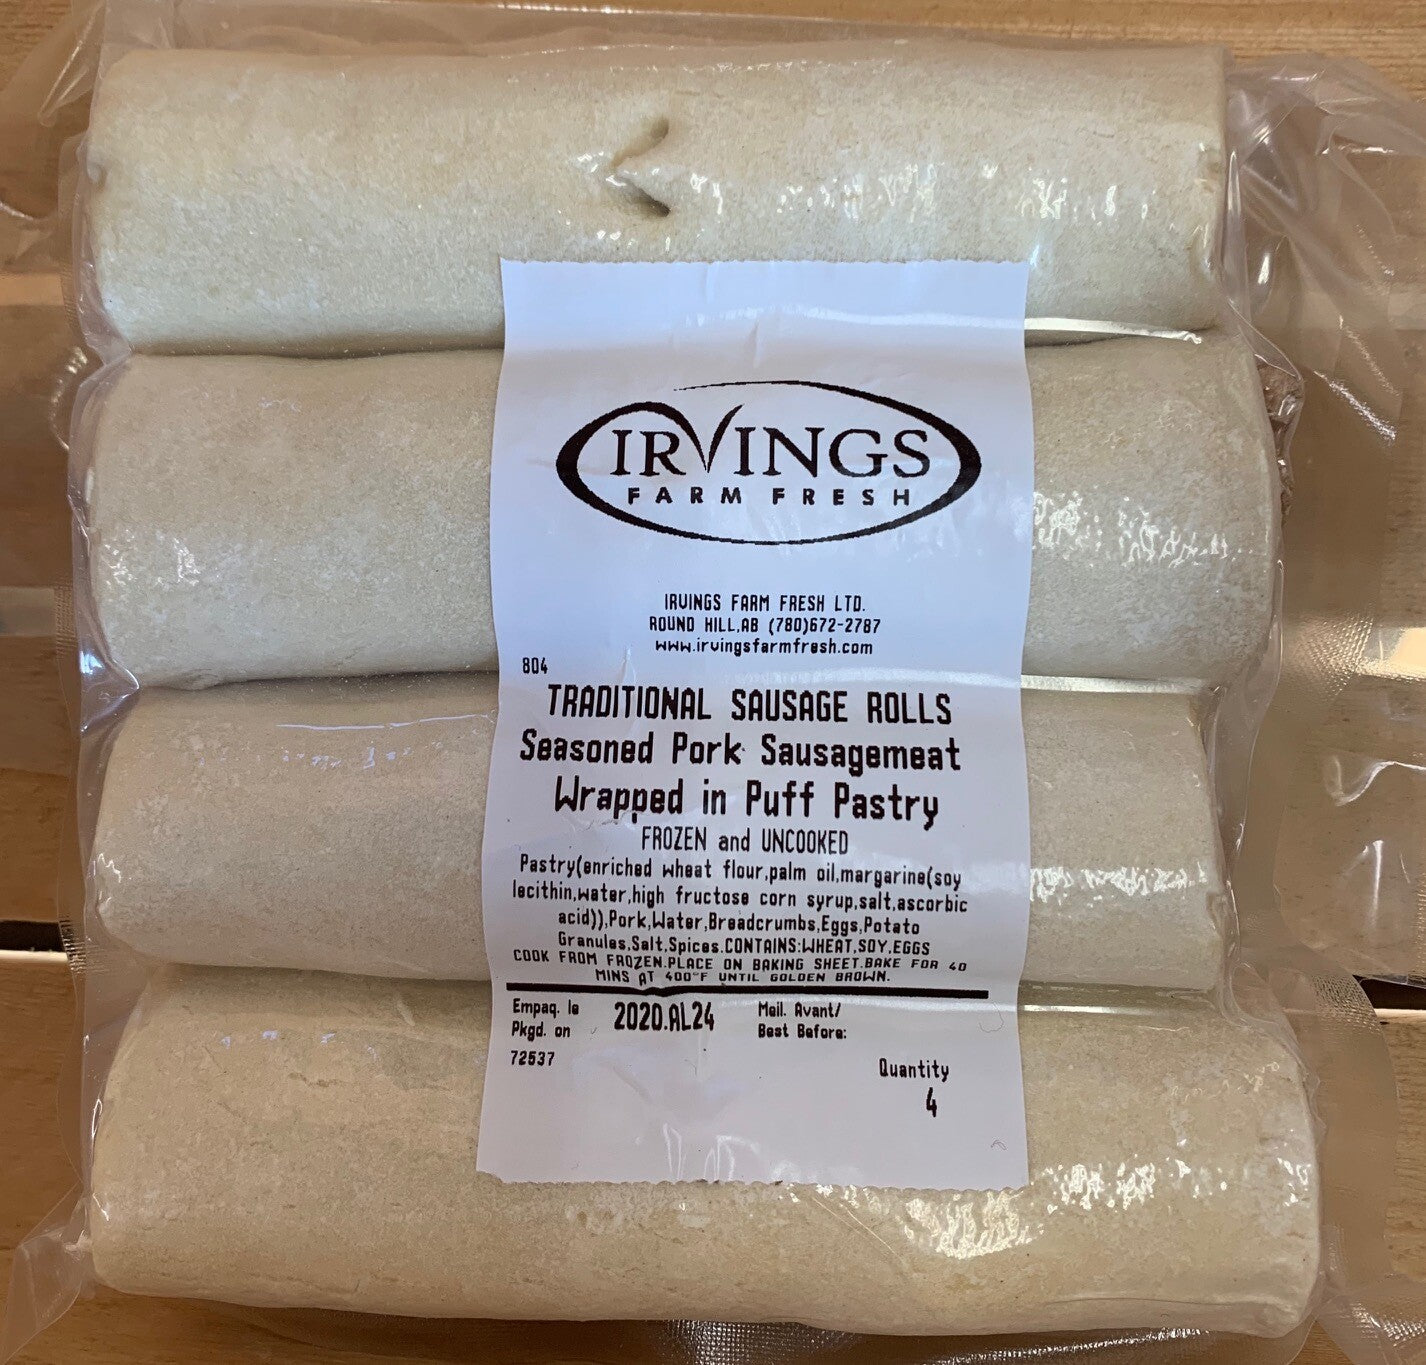 IRVINGS
FARM FRESH
IRVINGS FARM FRESH LTD.
ROUND HILL,AB (780)672-2787
www.irvingsfarmfresh.com
804
TRADITIONAL SAUSAGE ROLLS
Seasoned Pork Sausagemeat
Wrapped in Puff Pastry
FROZEN and UNCOOKED
Pastry(enriched wheat flour,palm oil,margarine(soy
lecithin,water,high fructose corn syrup,salt,ascorbic
acid)),Pork,Water,Breadcrumbs,Eggs,Potato
Granules,Salt,Spices.CONTAINS:WHEAT,SOY,EGGS
COOK FROM FROZEN.PLACE ON BAKING SHEET.BAKE FOR 40
MINS AT 400°F UNTIL GOLDEN BROWN.
Empaq. le
Pkgd. on
2020.AL24
Meil. Avant/
Best Before:
72537
Quantity
4